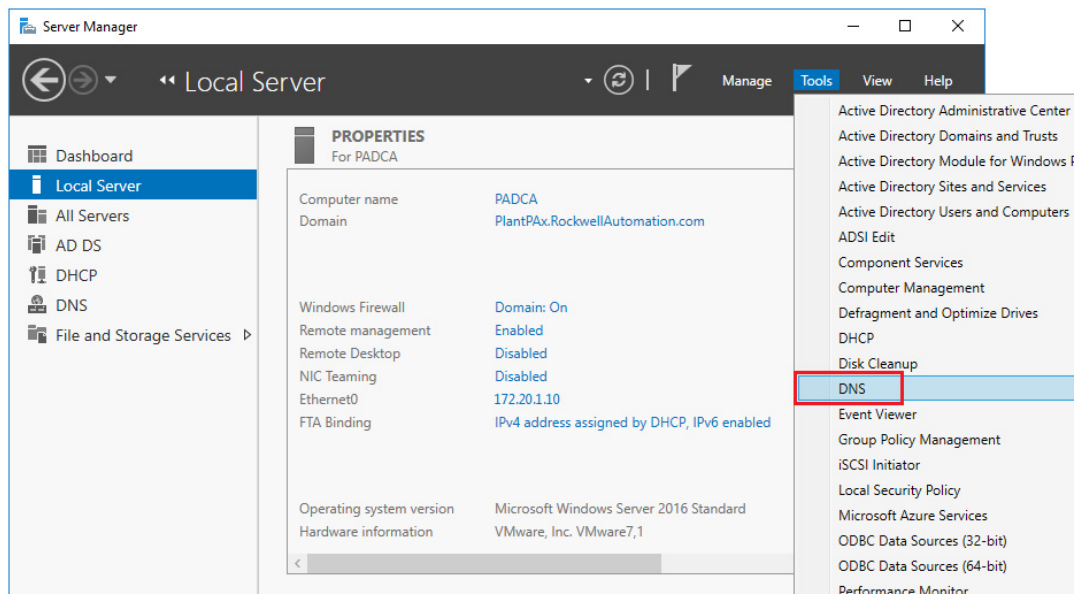 Server Manager
Local Server
Manage Tools View Help
Dashboard
Local Server
All Servers
AD DS
DHCP
DNS
File and Storage Services
PROPERTIES
For PADCA
Computer name PADCA
Domain PlantPAx.RockwellAutomation.com
Windows Firewall Domain: On
Remote management Enabled
Remote Desktop Disabled
NIC Teaming Disabled
Ethernet0 172.20.1.10
FTA Binding IPv4 address assigned by DHCP, IPv6 enabled
Operating system version Microsoft Windows Server 2016 Standard
Hardware information VMware, Inc. VMware7,1
Active Directory Administrative Center
Active Directory Domains and Trusts
Active Directory Module for Windows P
Active Directory Sites and Services
Active Directory Users and Computers
ADSI Edit
Component Services
Computer Management
Defragment and Optimize Drives
DHCP
Disk Cleanup
DNS
Event Viewer
Group Policy Management
iSCSI Initiator
Local Security Policy
Microsoft Azure Services
ODBC Data Sources (32-bit)
ODBC Data Sources (64-bit)
Performance Monitor